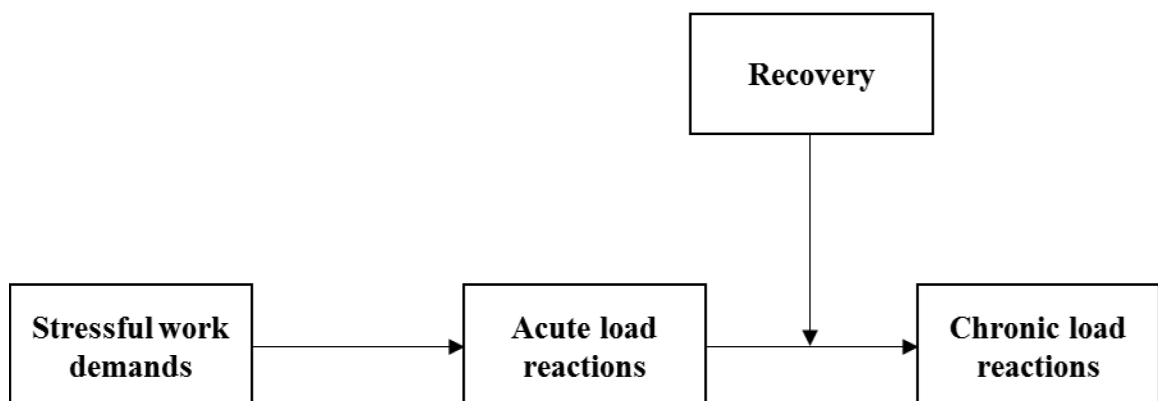 Recovery
Stressful work
demands
Acute load
reactions
Chronic load
reactions